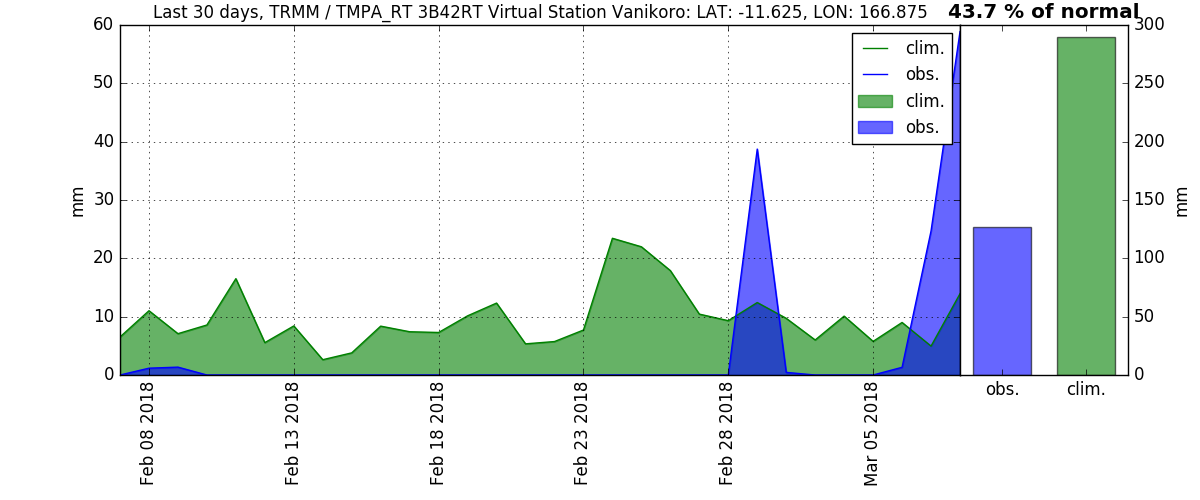 Last 30 days, TRMM / TMPA_RT 3B42RT Virtual Station Vanikoro: LAT: -11.625, LON: 166.875
43.7 % of normal
60
50
40
30
20
10
0
mm
clim.
obs.
clim.
obs.
300
250
200
150
100
50
0
mm
Feb 08 2018
Feb 13 2018
Feb 18 2018
Feb 23 2018
Feb 28 2018
Mar 05 2018
obs.
clim.